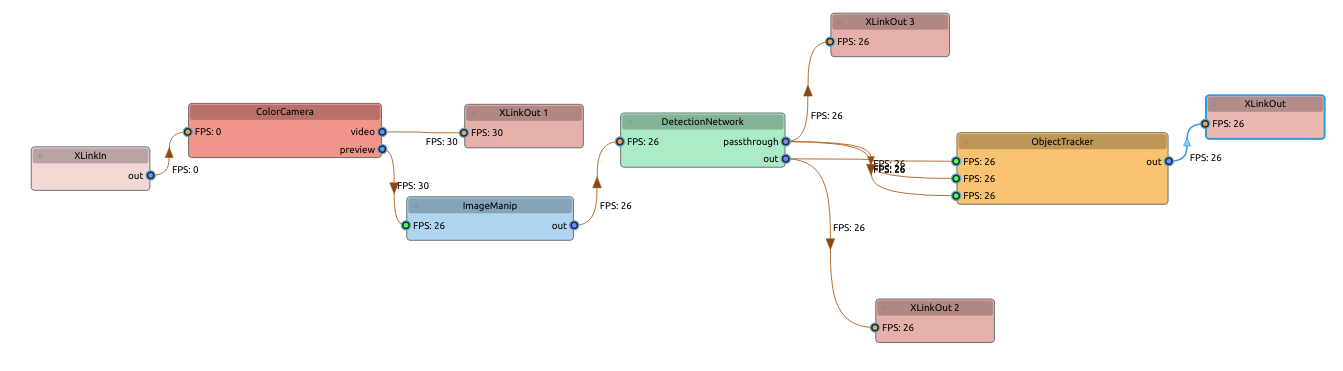 XLinkIn
out
FPS: 0
ColorCamera
FPS: 0
video
preview
FPS: 30
XLinkOut 1
FPS: 30
FPS: 30
ImageManip
FPS: 26
out
FPS: 26
DetectionNetwork
FPS: 26
passthrough
out
FPS: 26
XLinkOut 3
FPS: 26
FPS: 26
FPS: 26
FPS: 26
XLinkOut 2
FPS: 26
ObjectTracker
FPS: 26
out
FPS: 26
FPS: 26
FPS: 26
XLinkOut
FPS: 26